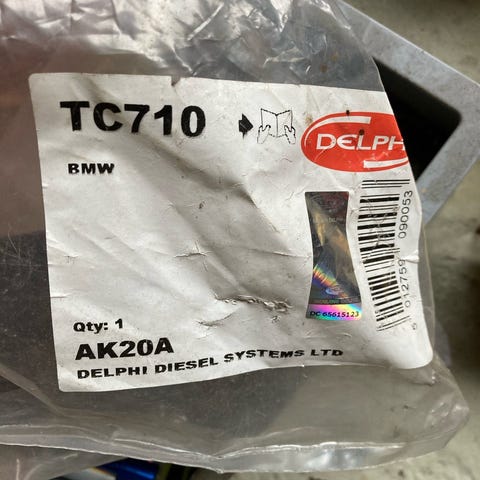 TC710
DELPHI
BMW
5 012759 090053
DC 65615123
Qty: 1
AK20A
DELPHI DIESEL SYSTEMS LTD